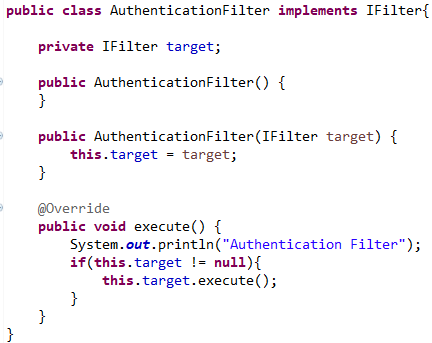 public class AuthenticationFilter implements IFilter{
private IFilter target;
public AuthenticationFilter() {
}
public AuthenticationFilter(IFilter target) {
this.target = target;
}
@Override
public void execute() {
System.out.println("Authentication Filter");
if(this.target != null){
this.target.execute();
}
}
}